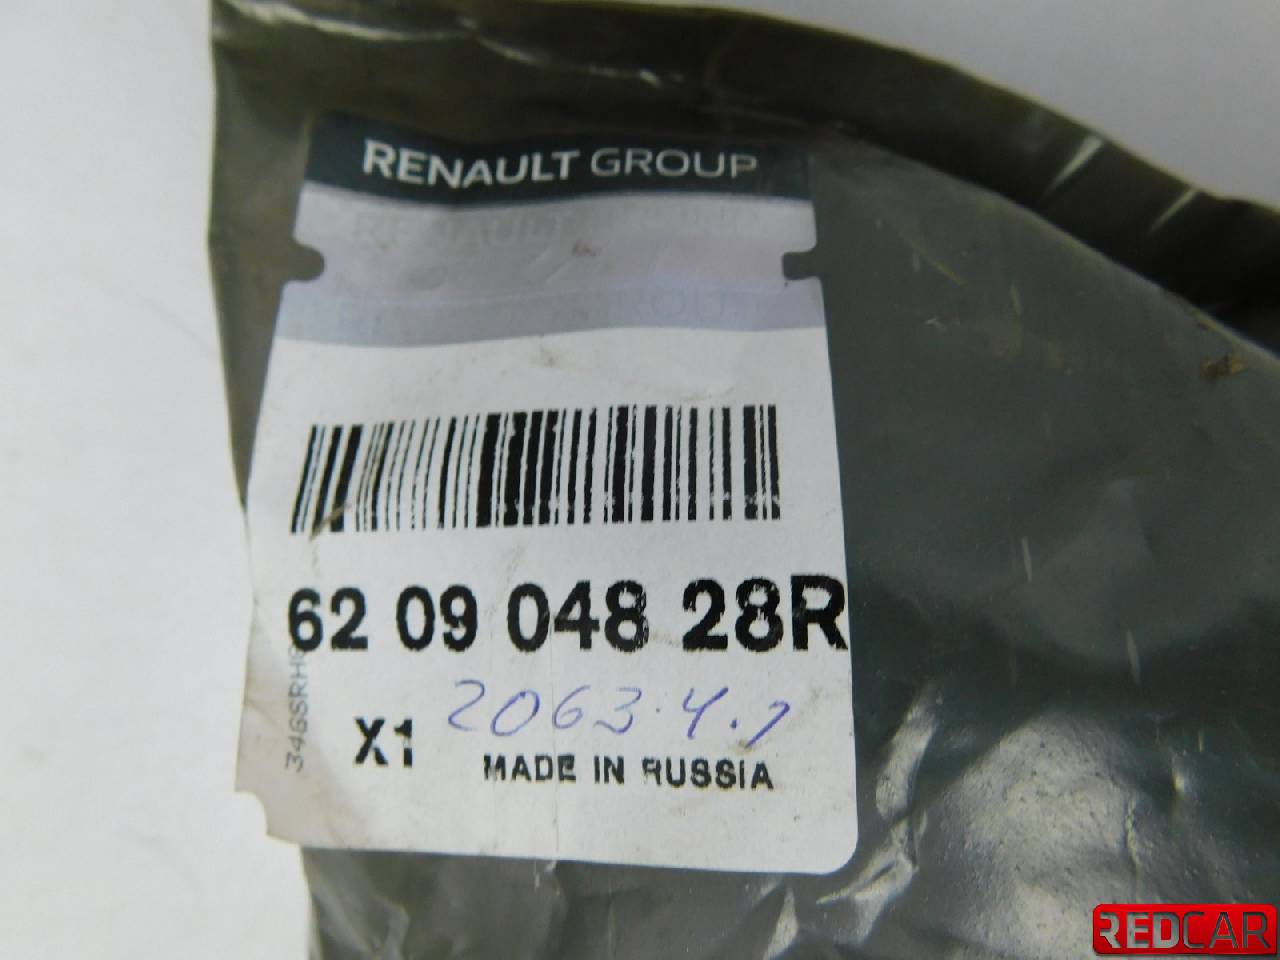 RENAULT GROUP
62 09 048 28R
2063.4.7
X1
MADE IN RUSSIA
REDCAR